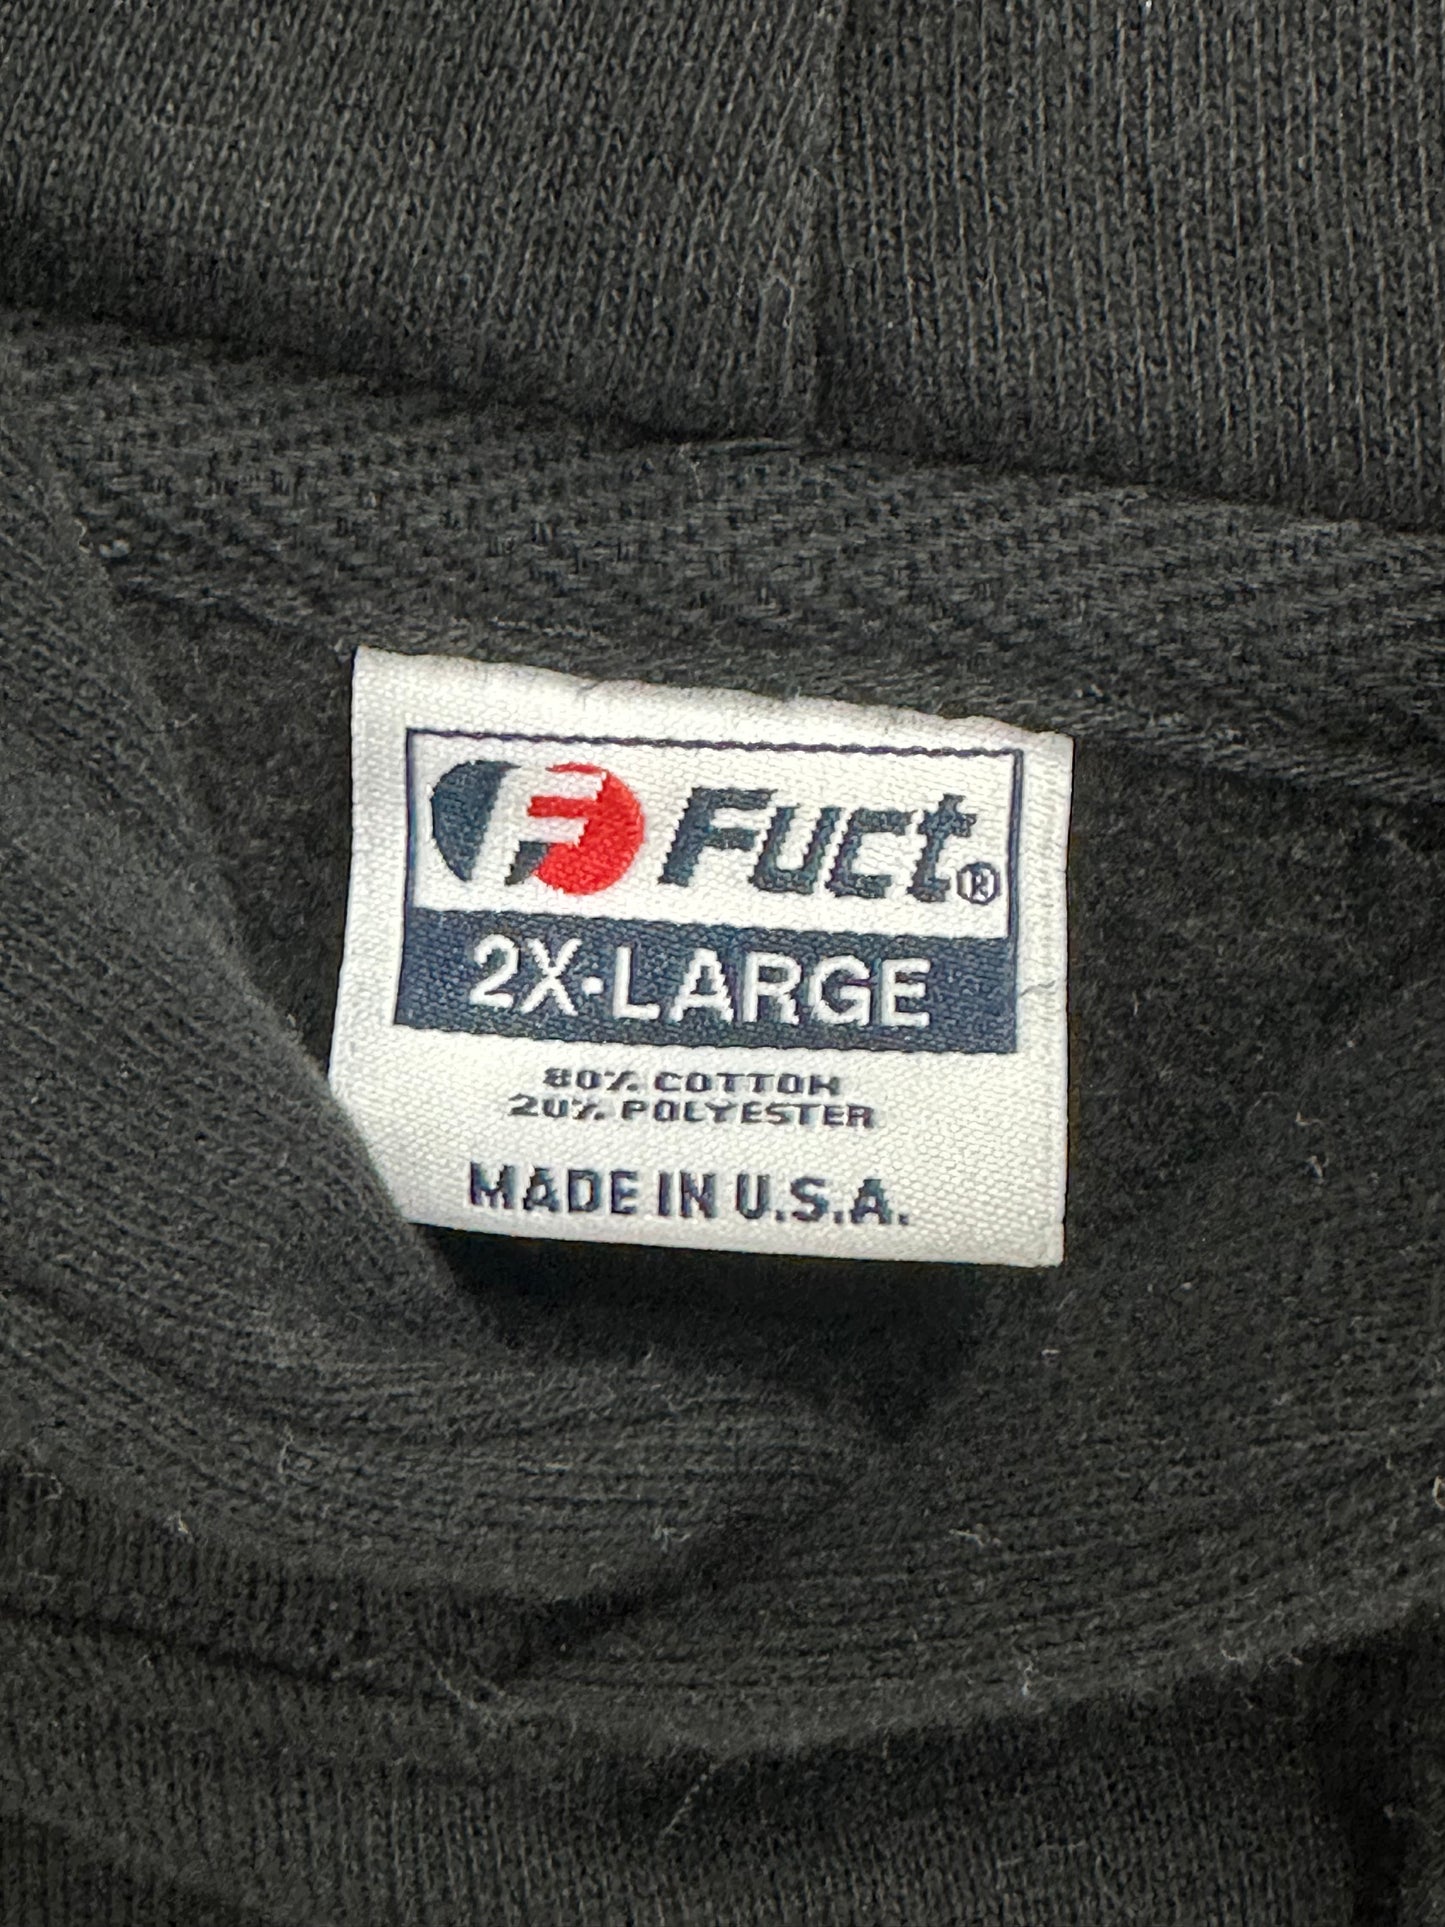 F Fuct®
2X-LARGE
80% COTTON
20% POLYESTER
MADE IN U.S.A.